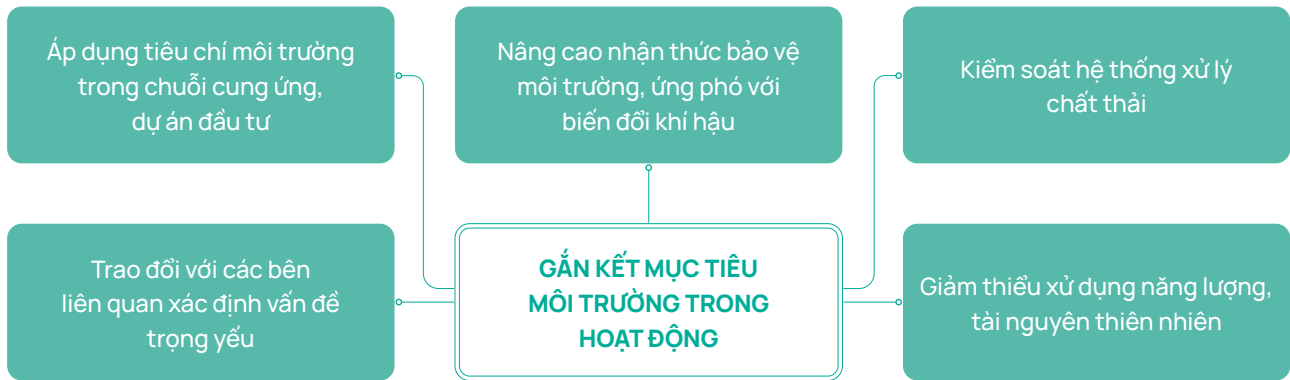 Áp dụng tiêu chí môi trường
trong chuỗi cung ứng,
dự án đầu tư
Nâng cao nhận thức bảo vệ
môi trường, ứng phó với
biến đổi khí hậu
Kiểm soát hệ thống xử lý
chất thải
Trao đổi với các bên
liên quan xác định vấn đề
trọng yếu
GẮN KẾT MỤC TIÊU
MÔI TRƯỜNG TRONG
HOẠT ĐỘNG
Giảm thiểu xử dụng năng lượng,
tài nguyên thiên nhiên